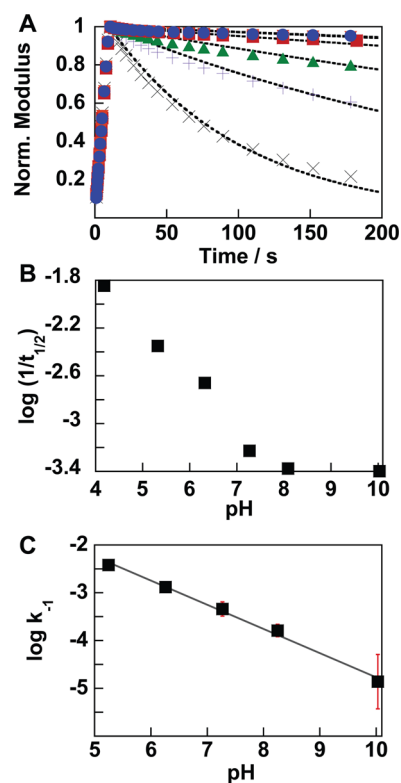 A
Norm. Modulus
1
0.8
0.6
0.4
0.2
0 50 100 150 200
Time / s
B
log (1/t1/2)
-1.8
-2.2
-2.6
-3
-3.4
4 5 6 7 8 9 10
pH
C
log k-1
-2
-3
-4
-5
5 6 7 8 9 10
pH